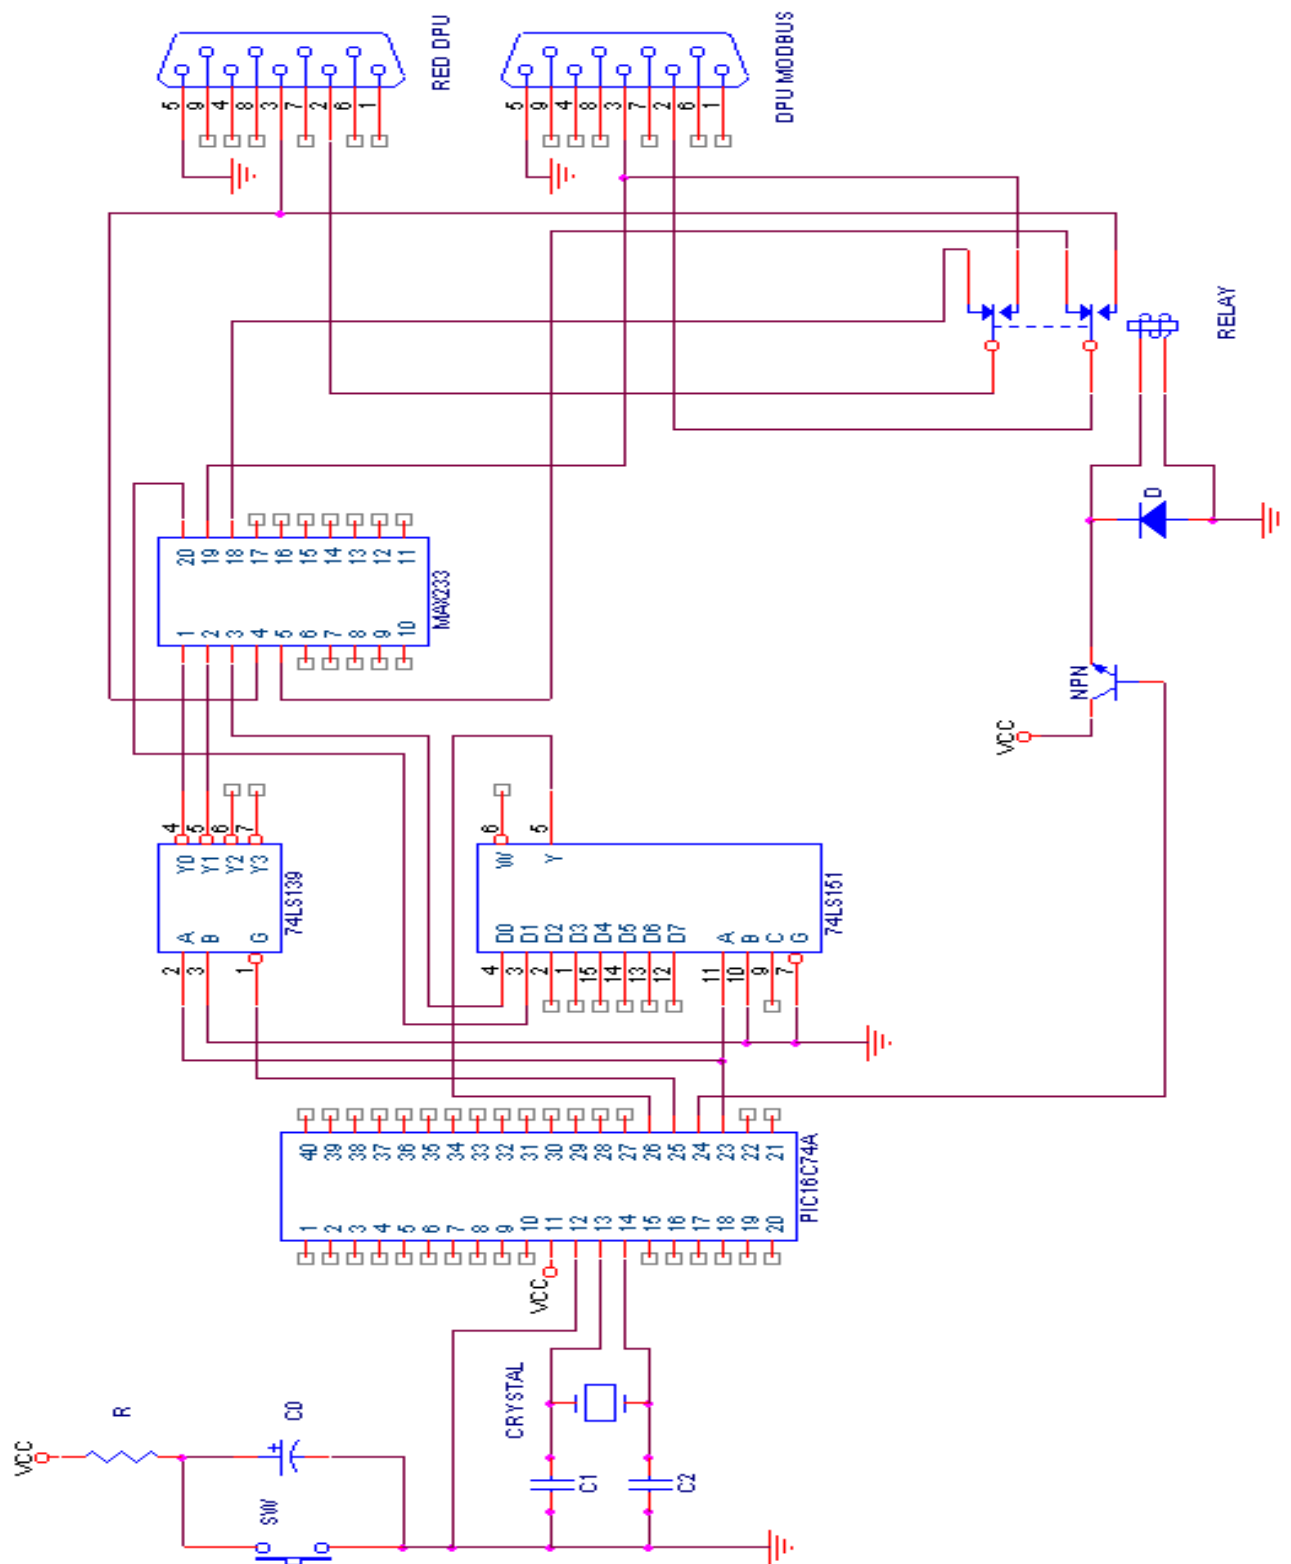 RED DPU
5 9 4 8 3 7 2 6 1
DPU MODBUS
5 9 4 8 3 7 2 6 1
RELAY
20 19 18 17 16 15 14 13 12 11
1 2 3 4 5 6 7 8 9 10
MAX233
D
NPN
VCC
4 5 6 7
Y0 Y1 Y2 Y3
A B G
2 3 1
74LS139
6 5
W Y
D0 D1 D2 D3 D4 D5 D6 D7 A B C G
4 3 2 1 15 14 13 12 11 10 9 7
74LS151
40 39 38 37 36 35 34 33 32 31 30 29 28 27 26 25 24 23 22 21
1 2 3 4 5 6 7 8 9 10 11 12 13 14 15 16 17 18 19 20
PIC16C74A
VCC
CRYSTAL
C1
C2
VCC
R
CD
SW